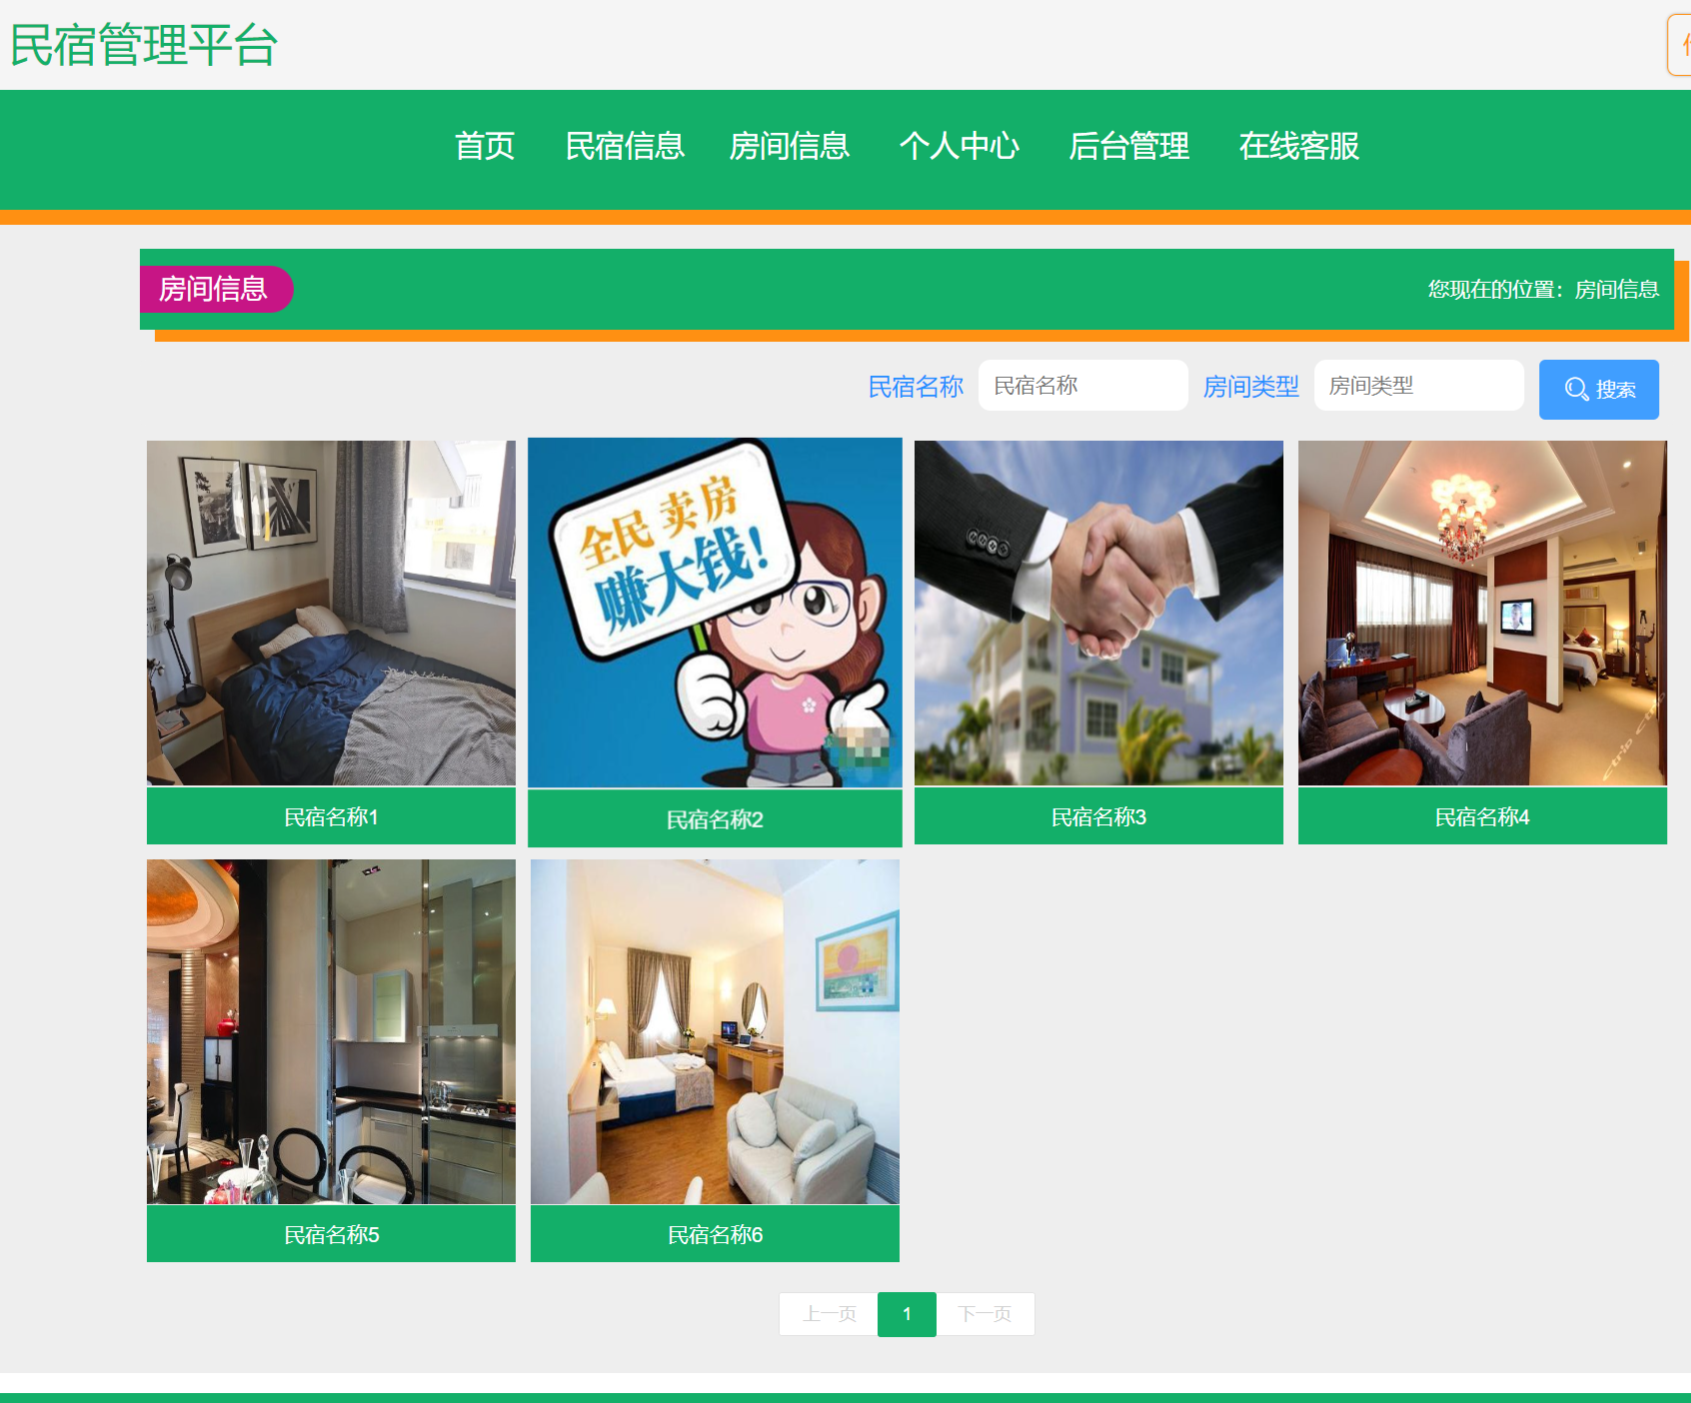 民宿管理平台
首页 民宿信息 房间信息 个人中心 后台管理 在线客服
房间信息
您现在的位置：房间信息
民宿名称 民宿名称 房间类型 房间类型 搜索
全民 卖房
赚大钱!
民宿名称1
民宿名称2
民宿名称3
民宿名称4
民宿名称5
民宿名称6
上一页 1 下一页